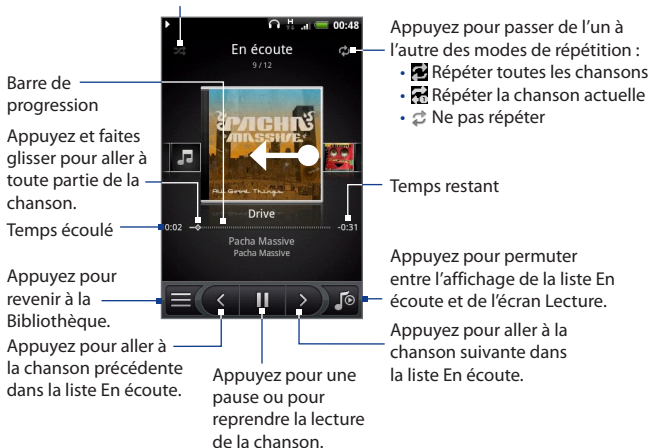 00:48
En écoute
9 / 12
PACHA
MASSIVE
All Good Things
Drive
0:02
-0:31
Pacha Massive
Pacha Massive
Barre de
progression
Appuyez et faites
glisser pour aller à
toute partie de la
chanson.
Temps écoulé
Appuyez pour
revenir à la
Bibliothèque.
Appuyez pour aller à
la chanson précédente
dans la liste En écoute.
Appuyez pour une
pause ou pour
reprendre la lecture
de la chanson.
Appuyez pour passer de l'un à
l'autre des modes de répétition :
• Répéter toutes les chansons
• Répéter la chanson actuelle
• Ne pas répéter
Temps restant
Appuyez pour permuter
entre l'affichage de la liste En
écoute et de l'écran Lecture.
Appuyez pour aller à la
chanson suivante dans
la liste En écoute.